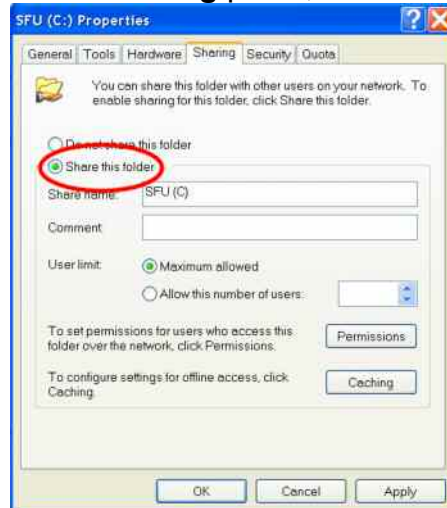 SFU (C:) Properties
General Tools Hardware Sharing Security Quota
You can share this folder with other users on your network. To
enable sharing for this folder, click Share this folder.
Do not share this folder
Share this folder
Share name: SFU (C)
Comment
User limit: Maximum allowed
Allow this number of users:
To set permissions for users who access this
folder over the network, click Permissions.
Permissions
To configure settings for offline access, click
Caching.
Caching
OK Cancel Apply